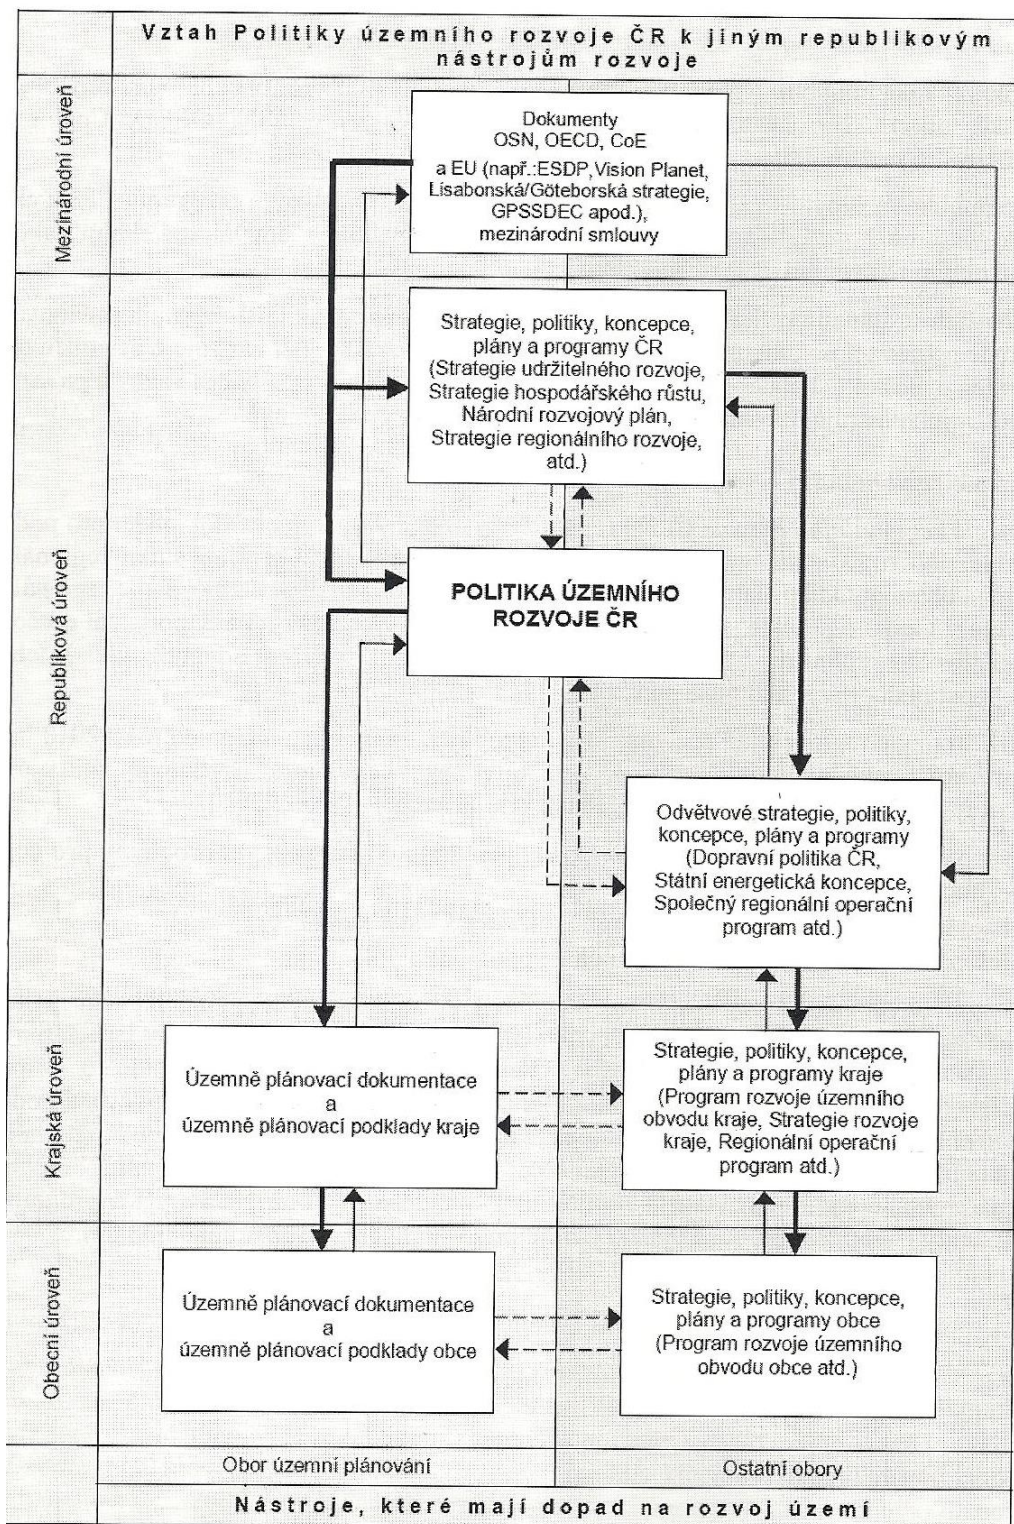 Vztah Politiky územního rozvoje ČR k jiným republikovým
nástrojům rozvoje
Mezinárodní úroveň
Dokumenty
OSN, OECD, CoE
a EU (např.:ESDP,Vision Planet,
Lisabonská/Göteborská strategie,
GPSSDEC apod.),
mezinárodní smlouvy
Republiková úroveň
Strategie, politiky, koncepce,
plány a programy ČR
(Strategie udržitelného rozvoje,
Strategie hospodářského růstu,
Národní rozvojový plán,
Strategie regionálního rozvoje,
atd.)
POLITIKA ÚZEMNÍHO
ROZVOJE ČR
Odvětvové strategie, politiky,
koncepce, plány a programy
(Dopravní politika ČR,
Státní energetická koncepce,
Společný regionální operační
program atd.)
Krajská úroveň
Územně plánovací dokumentace
a
územně plánovací podklady kraje
Strategie, politiky, koncepce,
plány a programy kraje
(Program rozvoje územního
obvodu kraje, Strategie rozvoje
kraje, Regionální operační
program atd.)
Obecní úroveň
Územně plánovací dokumentace
a
územně plánovací podklady obce
Strategie, politiky, koncepce,
plány a programy obce
(Program rozvoje územního
obvodu obce atd.)
Obor územní plánování
Ostatní obory
Nástroje, které mají dopad na rozvoj území